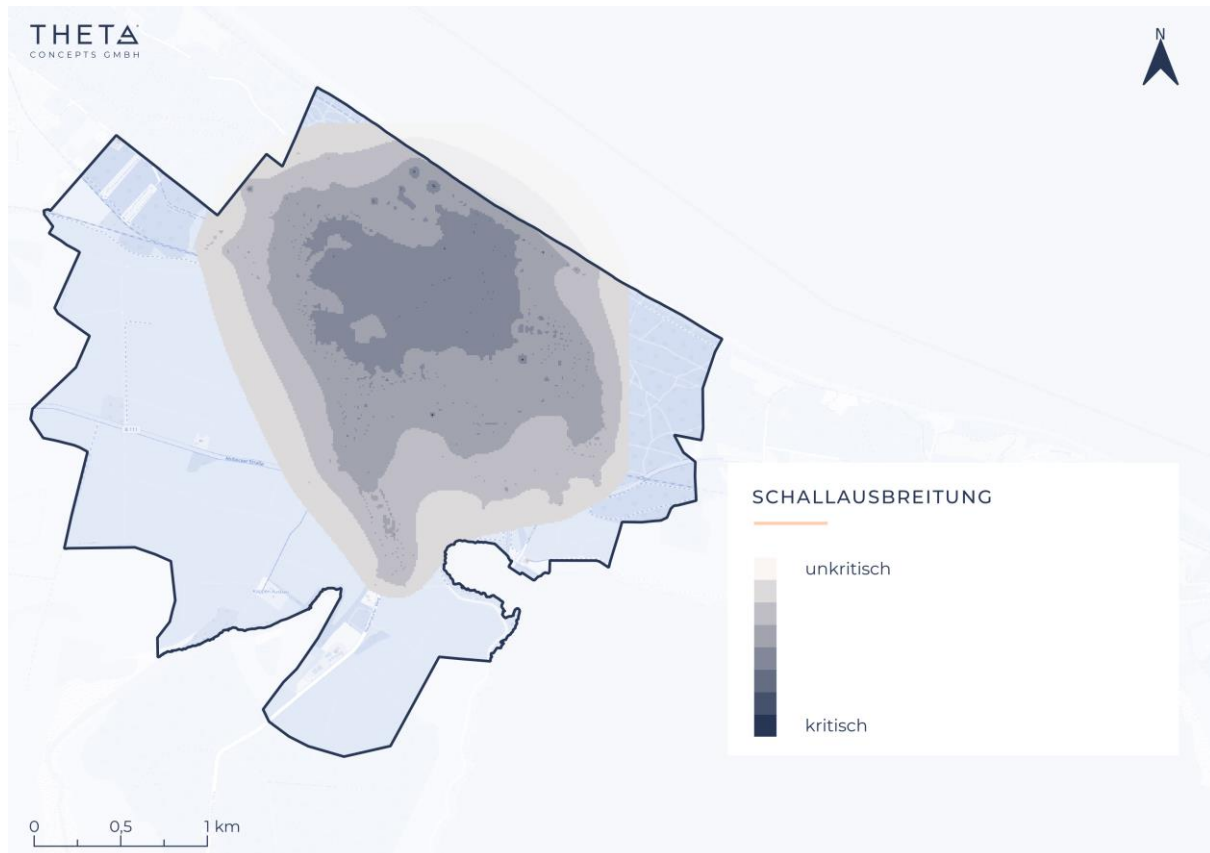 THETA
CONCEPTS GMBH
N
SCHALLAUSBREITUNG
unkritisch
kritisch
0
0,5
1 km